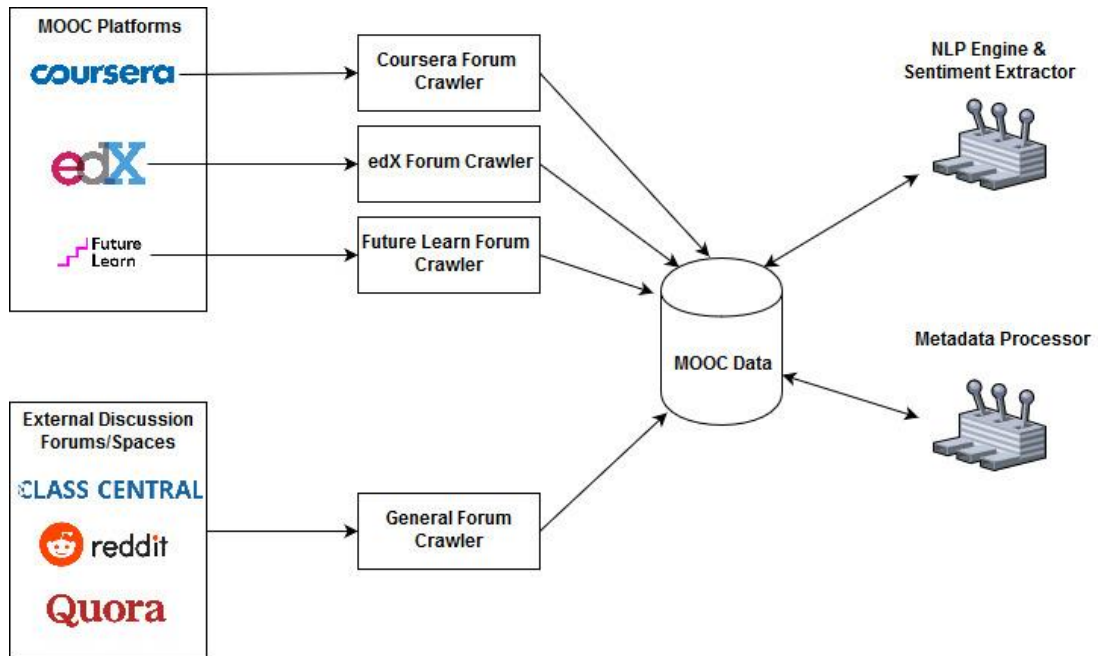 MOOC Platforms
coursera
edX
Future
Learn
Coursera Forum
Crawler
edX Forum Crawler
Future Learn Forum
Crawler
NLP Engine &
Sentiment Extractor
MOOC Data
Metadata Processor
External Discussion
Forums/Spaces
CLASS CENTRAL
reddit
Quora
General Forum
Crawler